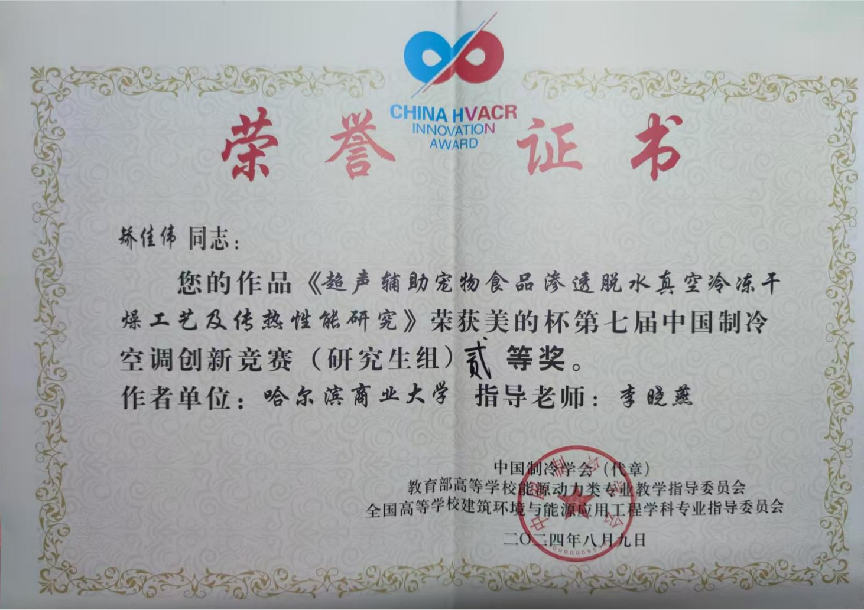 CHINA HVACR
INNOVATION
AWARD
荣誉证书
矫佳伟 同志：
您的作品《超声辅助宠物食品渗透脱水真空冷冻干
燥工艺及传热性能研究》荣获美的杯第七届中国制冷
空调创新竞赛（研究生组）贰等奖。
作者单位：哈尔滨商业大学 指导老师：李晓燕
中国制冷学会（代章）
教育部高等学校能源动力类专业教学指导委员会
全国高等学校建筑环境与能源应用工程学科专业指导委员会
二〇二四年八月九日
中国制冷学会